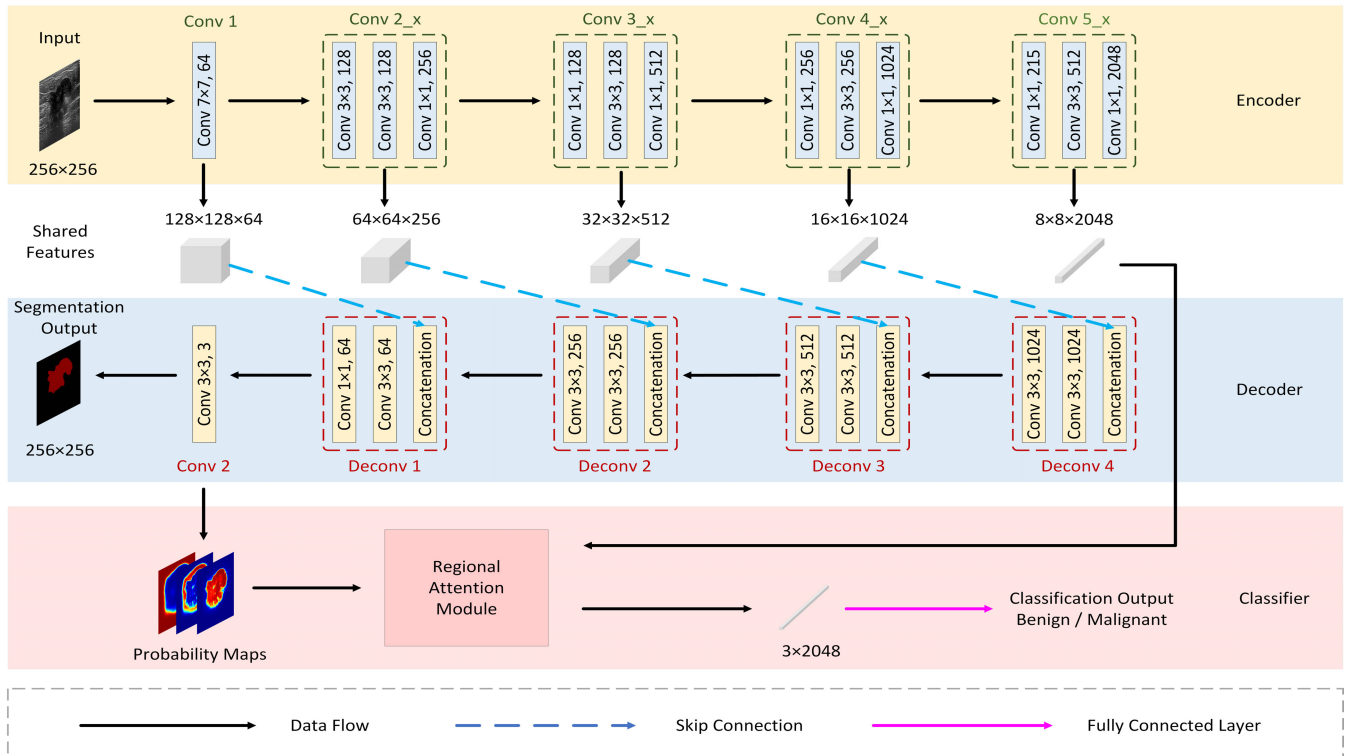 Conv 1
Conv 2_x
Conv 3_x
Conv 4_x
Conv 5_x
Input
Conv 7×7, 64
Conv 3×3, 128
Conv 3×3, 128
Conv 1×1, 256
Conv 1×1, 128
Conv 3×3, 128
Conv 1×1, 512
Conv 1×1, 256
Conv 3×3, 256
Conv 1×1, 1024
Conv 1×1, 215
Conv 3×3, 512
Conv 1×1, 2048
Encoder
256×256
128×128×64
64×64×256
32×32×512
16×16×1024
8×8×2048
Shared
Features
Segmentation
Output
Conv 3×3, 3
Conv 1×1, 64
Conv 3×3, 64
Concatenation
Conv 3×3, 256
Conv 3×3, 256
Concatenation
Conv 3×3, 512
Conv 3×3, 512
Concatenation
Conv 3×3, 1024
Conv 3×3, 1024
Concatenation
Decoder
256×256
Conv 2
Deconv 1
Deconv 2
Deconv 3
Deconv 4
Probability Maps
Regional
Attention
Module
3×2048
Classification Output
Benign / Malignant
Classifier
Data Flow
Skip Connection
Fully Connected Layer